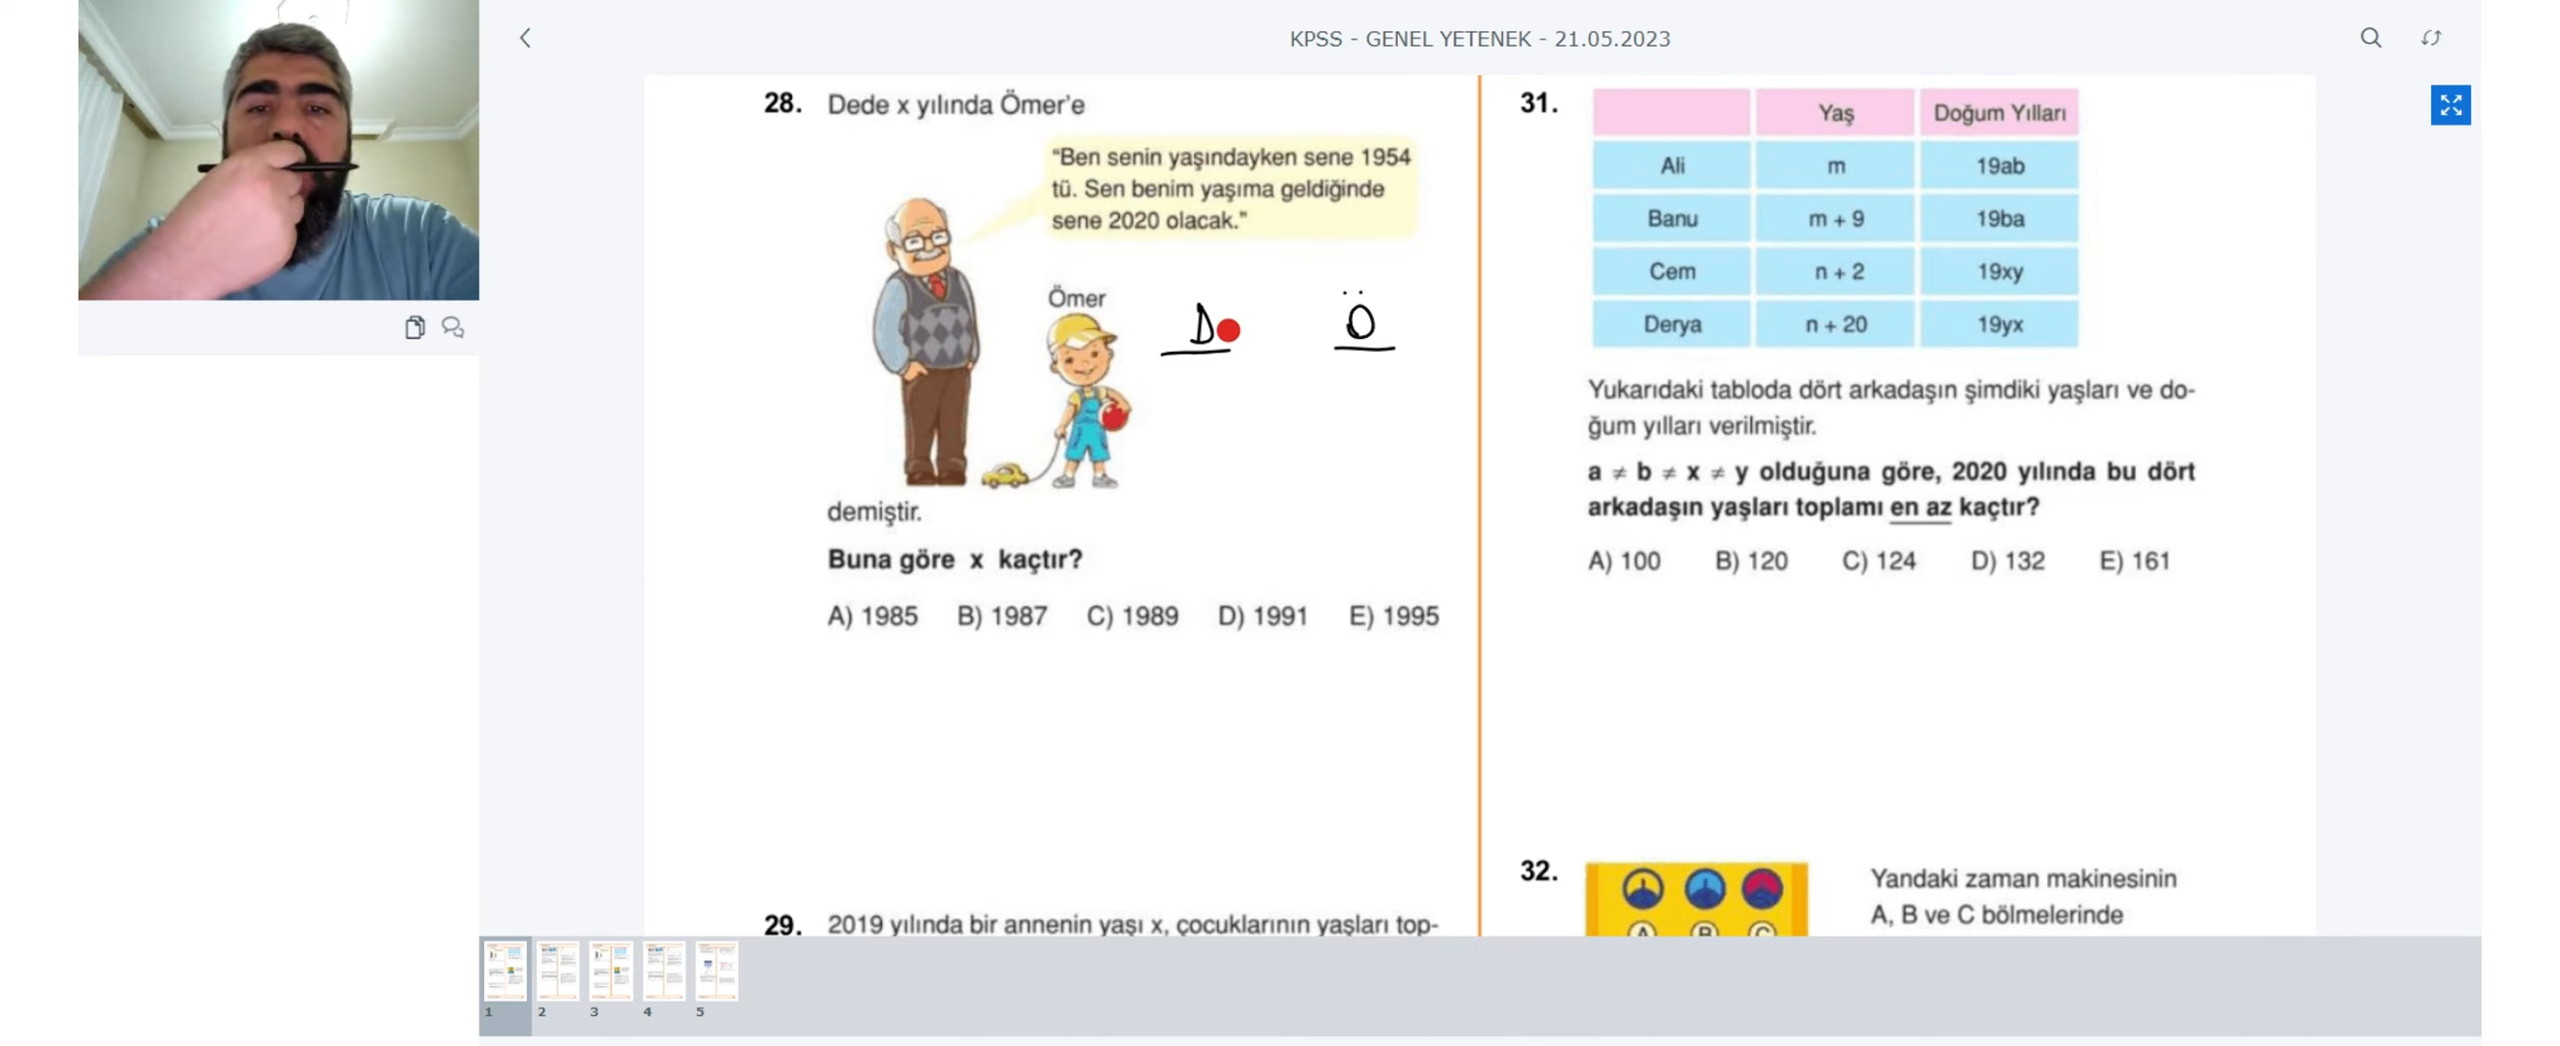 KPSS - GENEL YETENEK - 21.05.2023
28. Dede x yılında Ömer'e
"Ben senin yaşındayken sene 1954
tü. Sen benim yaşıma geldiğinde
sene 2020 olacak."
Ömer
D Ö
demiştir.
Buna göre x kaçtır?
A) 1985 B) 1987 C) 1989 D) 1991 E) 1995
29. 2019 yılında bir annenin yaşı x, çocuklarının yaşları top-
31.
Yaş Doğum Yılları
Ali m 19ab
Banu m + 9 19ba
Cem n + 2 19xy
Derya n + 20 19yx
Yukarıdaki tabloda dört arkadaşın şimdiki yaşları ve do-
ğum yılları verilmiştir.
a ≠ b ≠ x ≠ y olduğuna göre, 2020 yılında bu dört
arkadaşın yaşları toplamı en az kaçtır?
A) 100 B) 120 C) 124 D) 132 E) 161
32. Yandaki zaman makinesinin
A, B ve C bölmelerinde
A B C
1 2 3 4 5